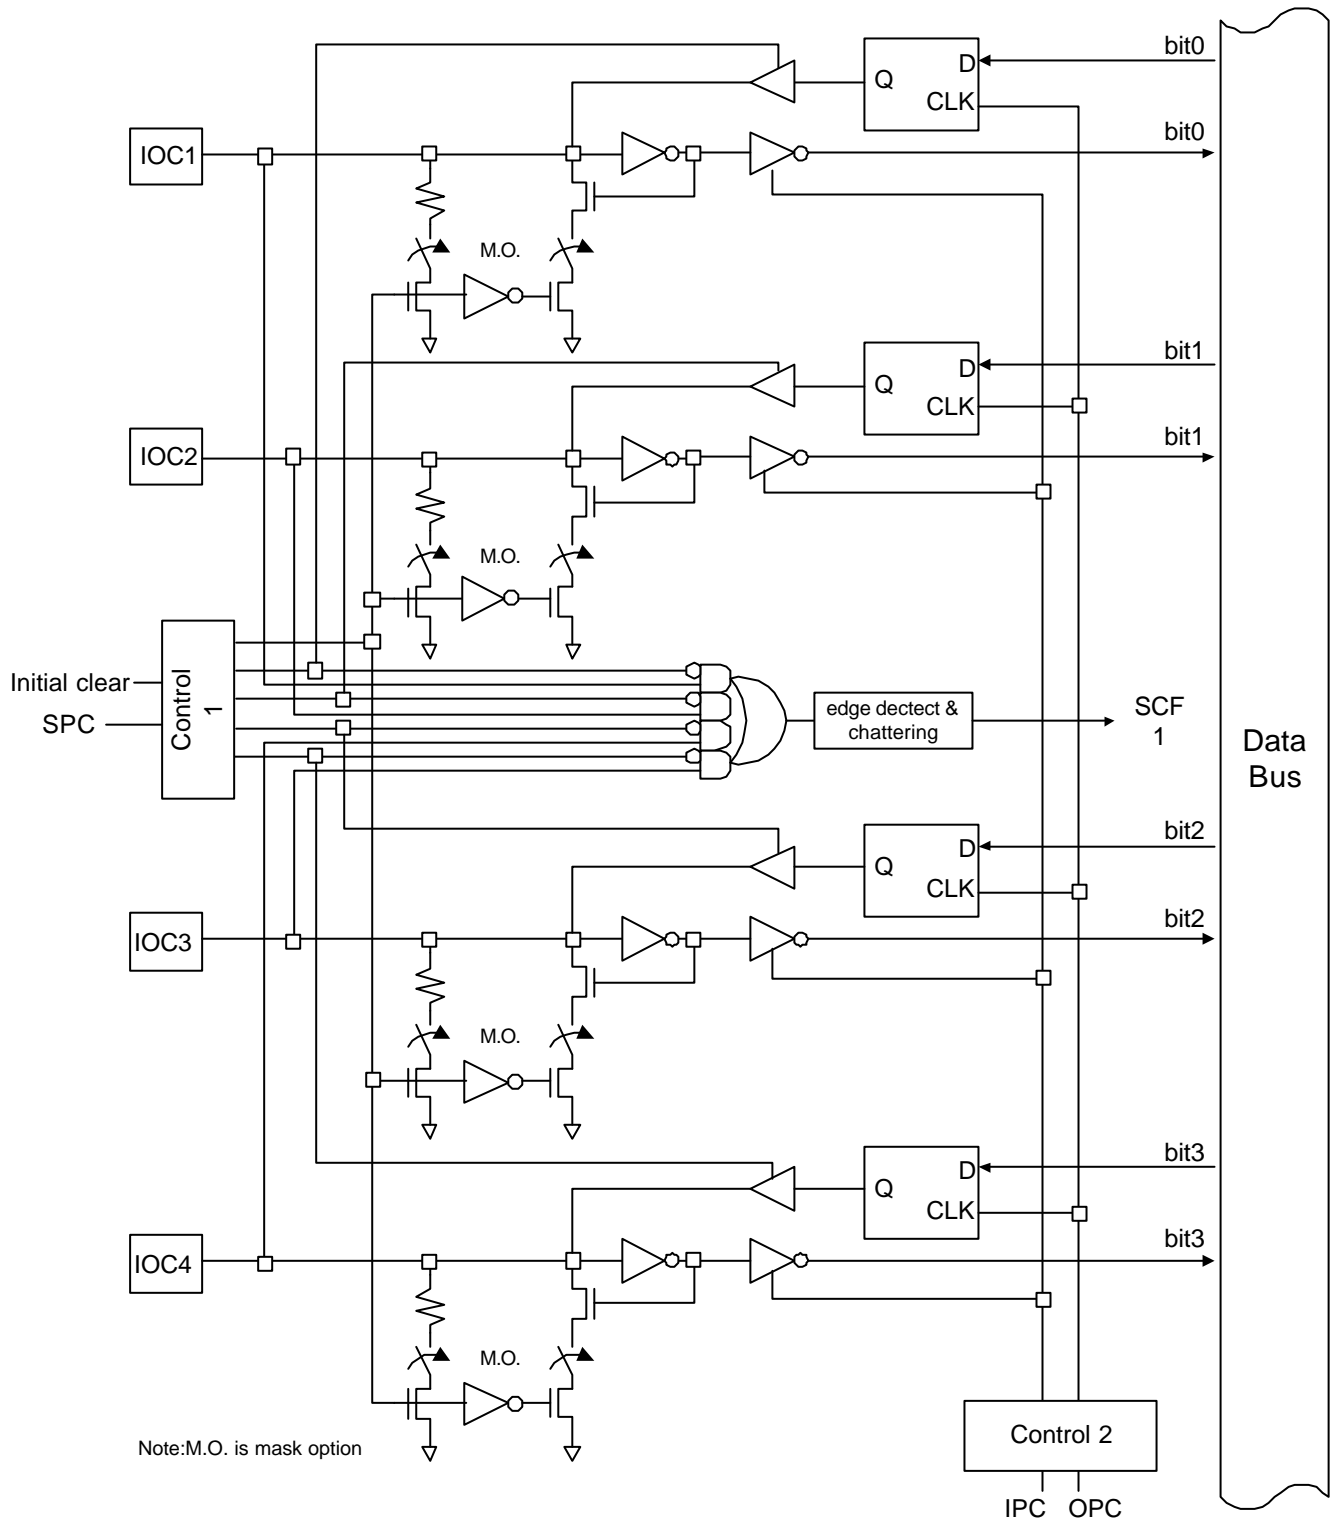 bit0
D
Q
CLK
bit0
IOC1
M.O.
bit1
D
Q
CLK
bit1
IOC2
M.O.
Control
1
Initial clear
SPC
edge dectect &
chattering
SCF
1
Data
Bus
bit2
D
Q
CLK
bit2
IOC3
M.O.
bit3
D
Q
CLK
bit3
IOC4
M.O.
Note:M.O. is mask option
Control 2
IPC OPC